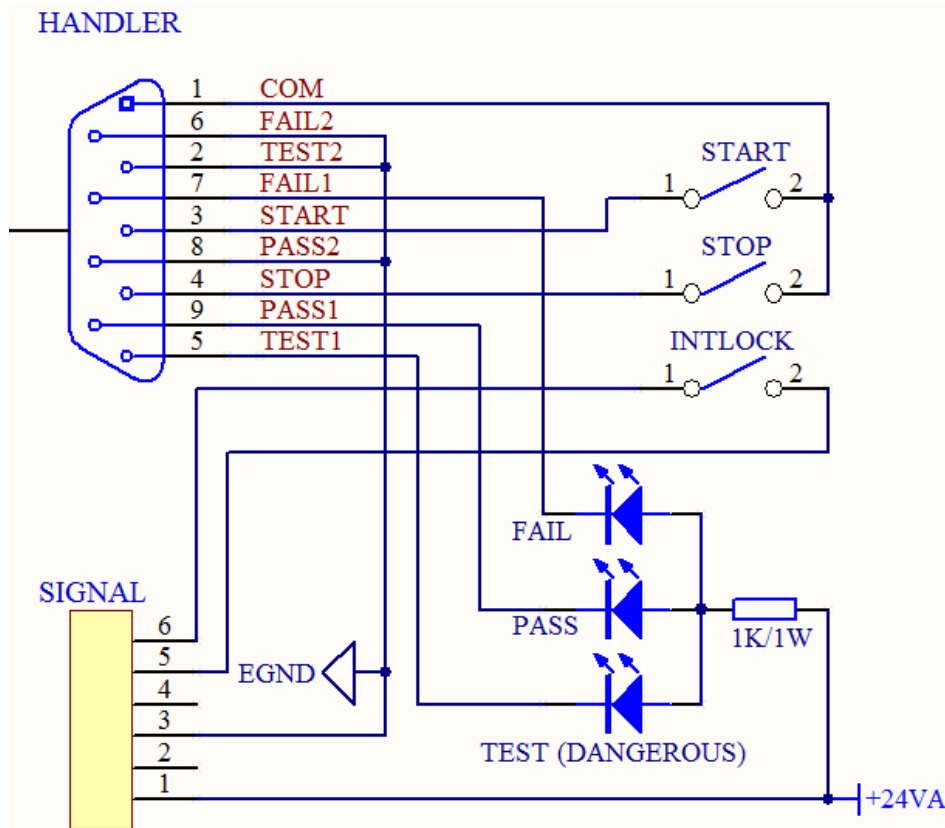 HANDLER
1 COM
6 FAIL2
2 TEST2
7 FAIL1
3 START
8 PASS2
4 STOP
9 PASS1
5 TEST1
START
1 2
STOP
1 2
INTLOCK
1 2
FAIL
PASS
1K/1W
TEST (DANGEROUS)
EGND
SIGNAL
6
5
4
3
2
1
+24VA